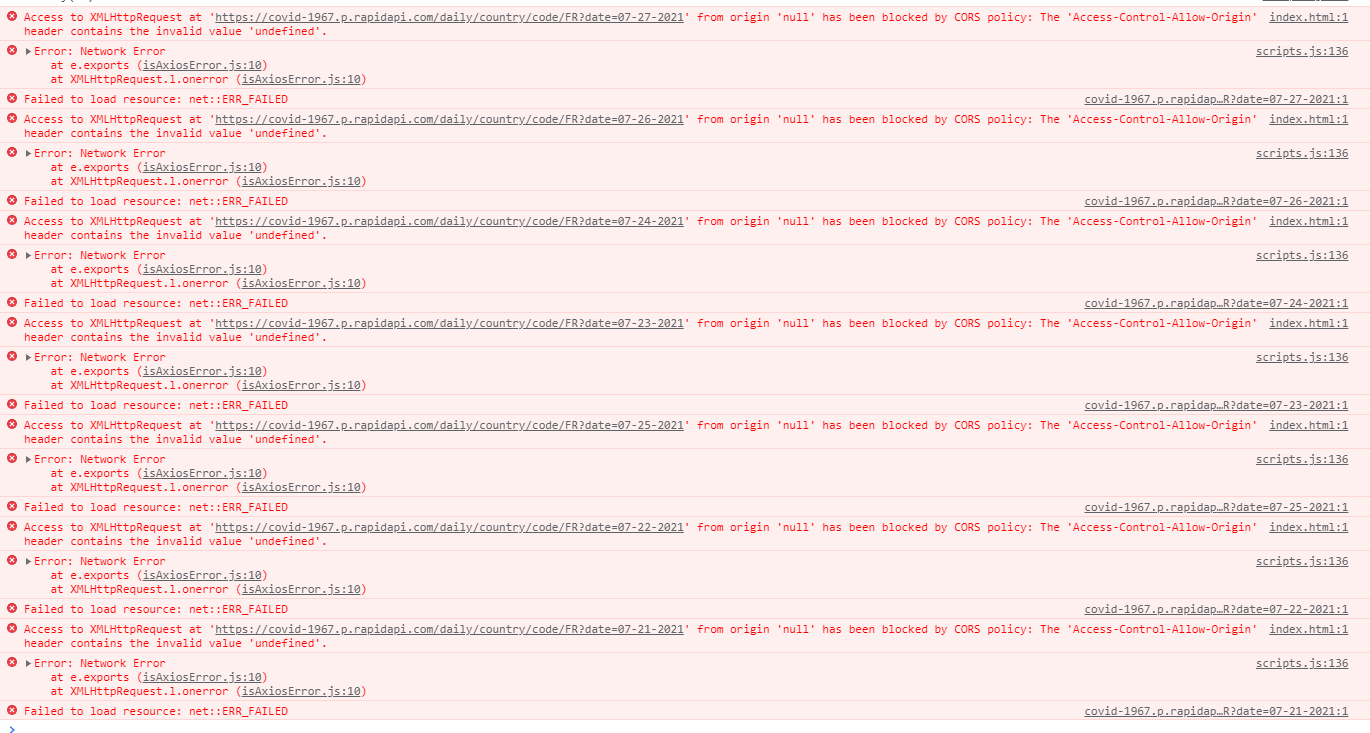 Access to XMLHttpRequest at 'https://covid-1967.p.rapidapi.com/daily/country/code/FR?date=07-27-2021' from origin 'null' has been blocked by CORS policy: The 'Access-Control-Allow-Origin' index.html:1
header contains the invalid value 'undefined'.
Error: Network Error scripts.js:136
at e.exports (isAxiosError.js:10)
at XMLHttpRequest.l.onerror (isAxiosError.js:10)
Failed to load resource: net::ERR_FAILED covid-1967.p.rapidap…R?date=07-27-2021:1
Access to XMLHttpRequest at 'https://covid-1967.p.rapidapi.com/daily/country/code/FR?date=07-26-2021' from origin 'null' has been blocked by CORS policy: The 'Access-Control-Allow-Origin' index.html:1
header contains the invalid value 'undefined'.
Error: Network Error scripts.js:136
at e.exports (isAxiosError.js:10)
at XMLHttpRequest.l.onerror (isAxiosError.js:10)
Failed to load resource: net::ERR_FAILED covid-1967.p.rapidap…R?date=07-26-2021:1
Access to XMLHttpRequest at 'https://covid-1967.p.rapidapi.com/daily/country/code/FR?date=07-24-2021' from origin 'null' has been blocked by CORS policy: The 'Access-Control-Allow-Origin' index.html:1
header contains the invalid value 'undefined'.
Error: Network Error scripts.js:136
at e.exports (isAxiosError.js:10)
at XMLHttpRequest.l.onerror (isAxiosError.js:10)
Failed to load resource: net::ERR_FAILED covid-1967.p.rapidap…R?date=07-24-2021:1
Access to XMLHttpRequest at 'https://covid-1967.p.rapidapi.com/daily/country/code/FR?date=07-23-2021' from origin 'null' has been blocked by CORS policy: The 'Access-Control-Allow-Origin' index.html:1
header contains the invalid value 'undefined'.
Error: Network Error scripts.js:136
at e.exports (isAxiosError.js:10)
at XMLHttpRequest.l.onerror (isAxiosError.js:10)
Failed to load resource: net::ERR_FAILED covid-1967.p.rapidap…R?date=07-23-2021:1
Access to XMLHttpRequest at 'https://covid-1967.p.rapidapi.com/daily/country/code/FR?date=07-25-2021' from origin 'null' has been blocked by CORS policy: The 'Access-Control-Allow-Origin' index.html:1
header contains the invalid value 'undefined'.
Error: Network Error scripts.js:136
at e.exports (isAxiosError.js:10)
at XMLHttpRequest.l.onerror (isAxiosError.js:10)
Failed to load resource: net::ERR_FAILED covid-1967.p.rapidap…R?date=07-25-2021:1
Access to XMLHttpRequest at 'https://covid-1967.p.rapidapi.com/daily/country/code/FR?date=07-22-2021' from origin 'null' has been blocked by CORS policy: The 'Access-Control-Allow-Origin' index.html:1
header contains the invalid value 'undefined'.
Error: Network Error scripts.js:136
at e.exports (isAxiosError.js:10)
at XMLHttpRequest.l.onerror (isAxiosError.js:10)
Failed to load resource: net::ERR_FAILED covid-1967.p.rapidap…R?date=07-22-2021:1
Access to XMLHttpRequest at 'https://covid-1967.p.rapidapi.com/daily/country/code/FR?date=07-21-2021' from origin 'null' has been blocked by CORS policy: The 'Access-Control-Allow-Origin' index.html:1
header contains the invalid value 'undefined'.
Error: Network Error scripts.js:136
at e.exports (isAxiosError.js:10)
at XMLHttpRequest.l.onerror (isAxiosError.js:10)
Failed to load resource: net::ERR_FAILED covid-1967.p.rapidap…R?date=07-21-2021:1